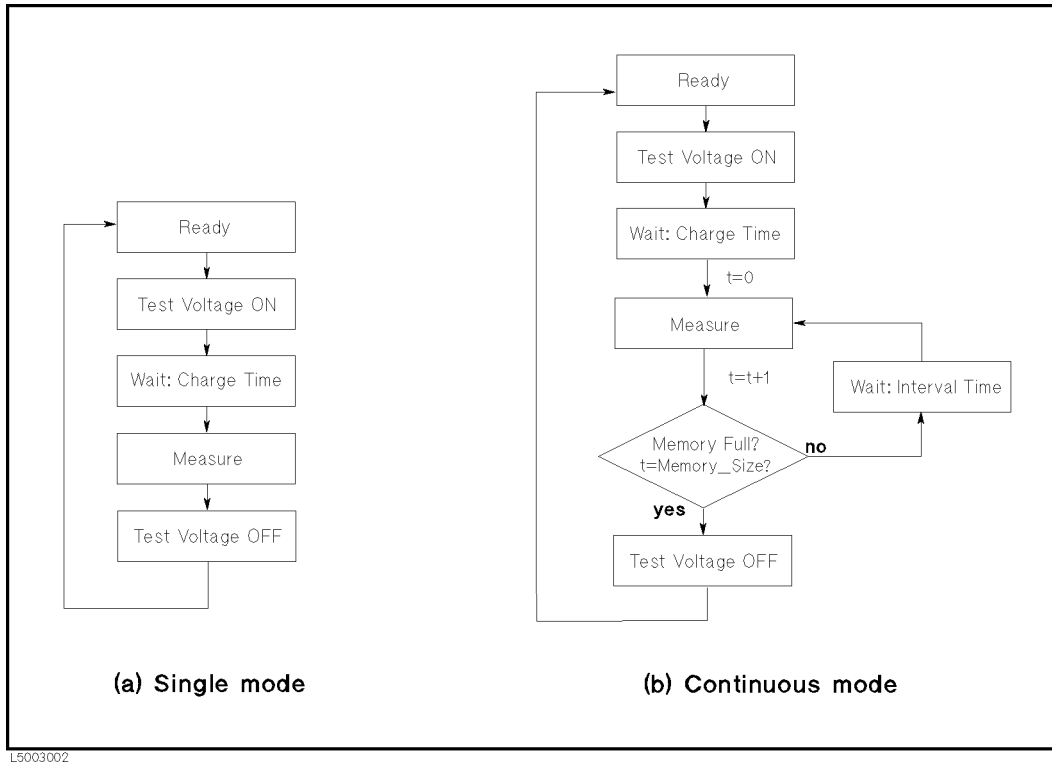 Ready
Test Voltage ON
Wait: Charge Time
Measure
Test Voltage OFF
(a) Single mode
Ready
Test Voltage ON
Wait: Charge Time
t=0
Measure
t=t+1
Wait: Interval Time
Memory Full?
t=Memory_Size?
no
yes
Test Voltage OFF
(b) Continuous mode
L5003002